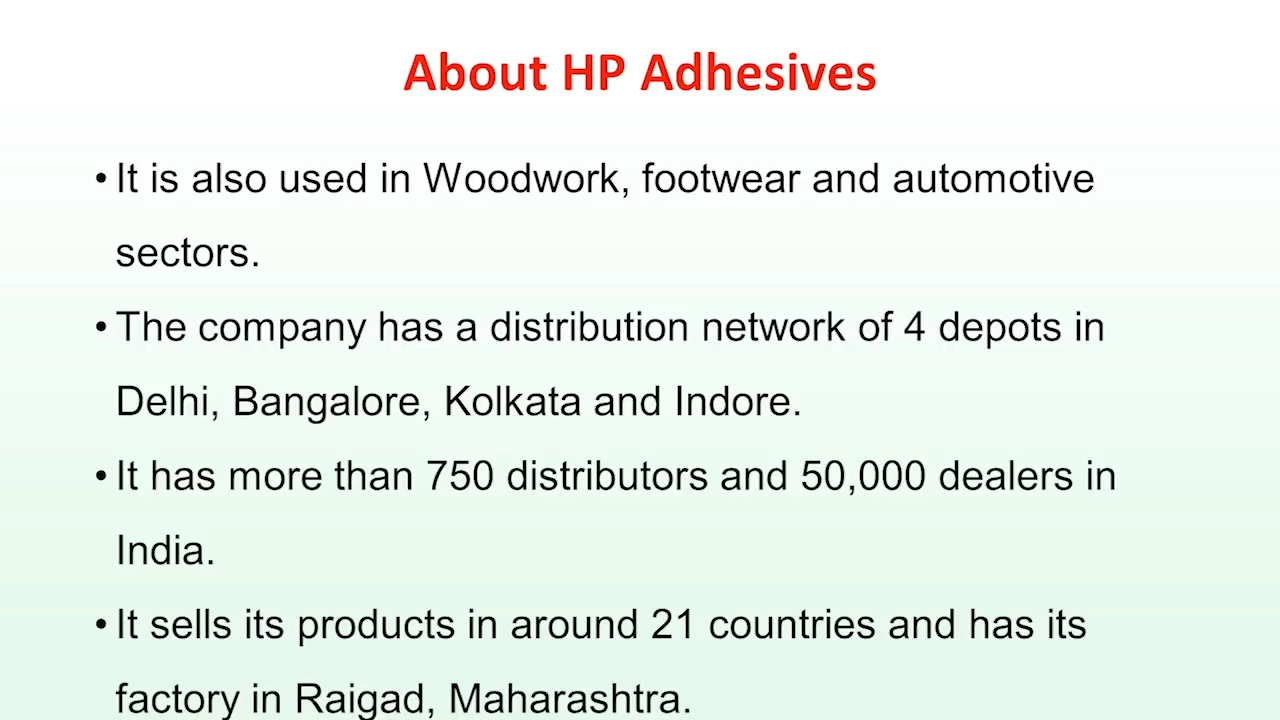 About HP Adhesives
• It is also used in Woodwork, footwear and automotive
sectors.
• The company has a distribution network of 4 depots in
Delhi, Bangalore, Kolkata and Indore.
• It has more than 750 distributors and 50,000 dealers in
India.
• It sells its products in around 21 countries and has its
factory in Raigad, Maharashtra.